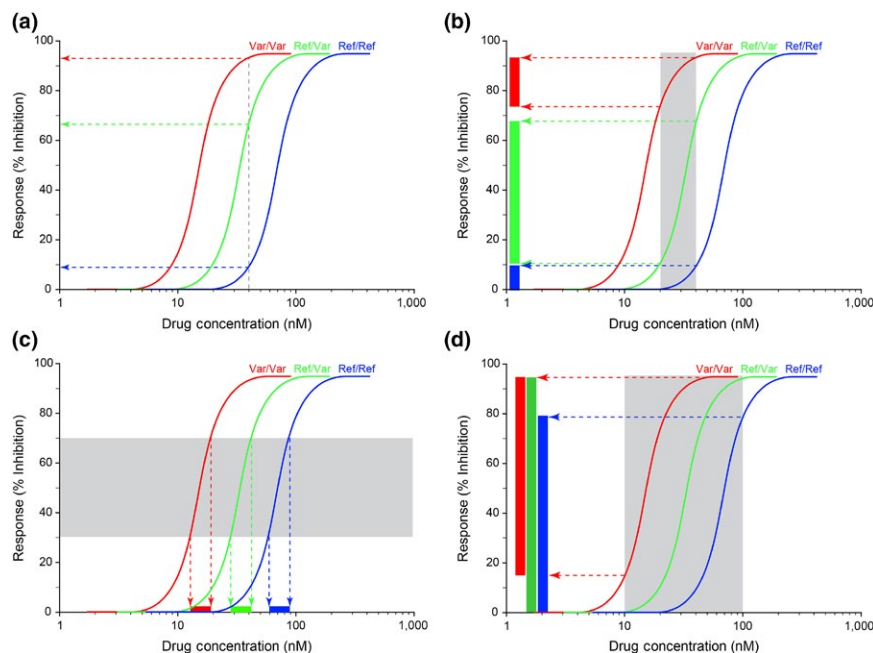 (a)
Var/Var Ref/Var Ref/Ref
100
80
60
40
20
0
Response (% Inhibition)
1 10 100 1,000
Drug concentration (nM)
(b)
Var/Var Ref/Var Ref/Ref
100
80
60
40
20
0
Response (% Inhibition)
1 10 100 1,000
Drug concentration (nM)
(c)
Var/Var Ref/Var Ref/Ref
100
80
60
40
20
0
Response (% Inhibition)
1 10 100 1,000
Drug concentration (nM)
(d)
Var/Var Ref/Var Ref/Ref
100
80
60
40
20
0
Response (% Inhibition)
1 10 100 1,000
Drug concentration (nM)